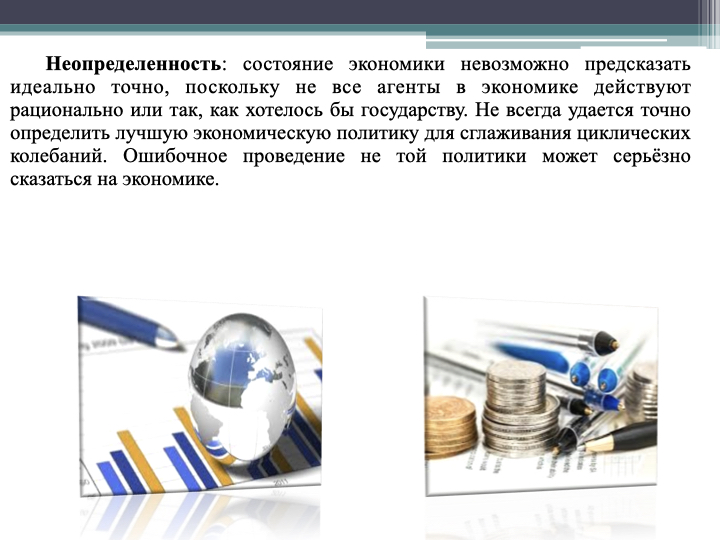 Неопределенность: состояние экономики невозможно предсказать
идеально точно, поскольку не все агенты в экономике действуют
рационально или так, как хотелось бы государству. Не всегда удается точно
определить лучшую экономическую политику для сглаживания циклических
колебаний. Ошибочное проведение не той политики может серьёзно
сказаться на экономике.